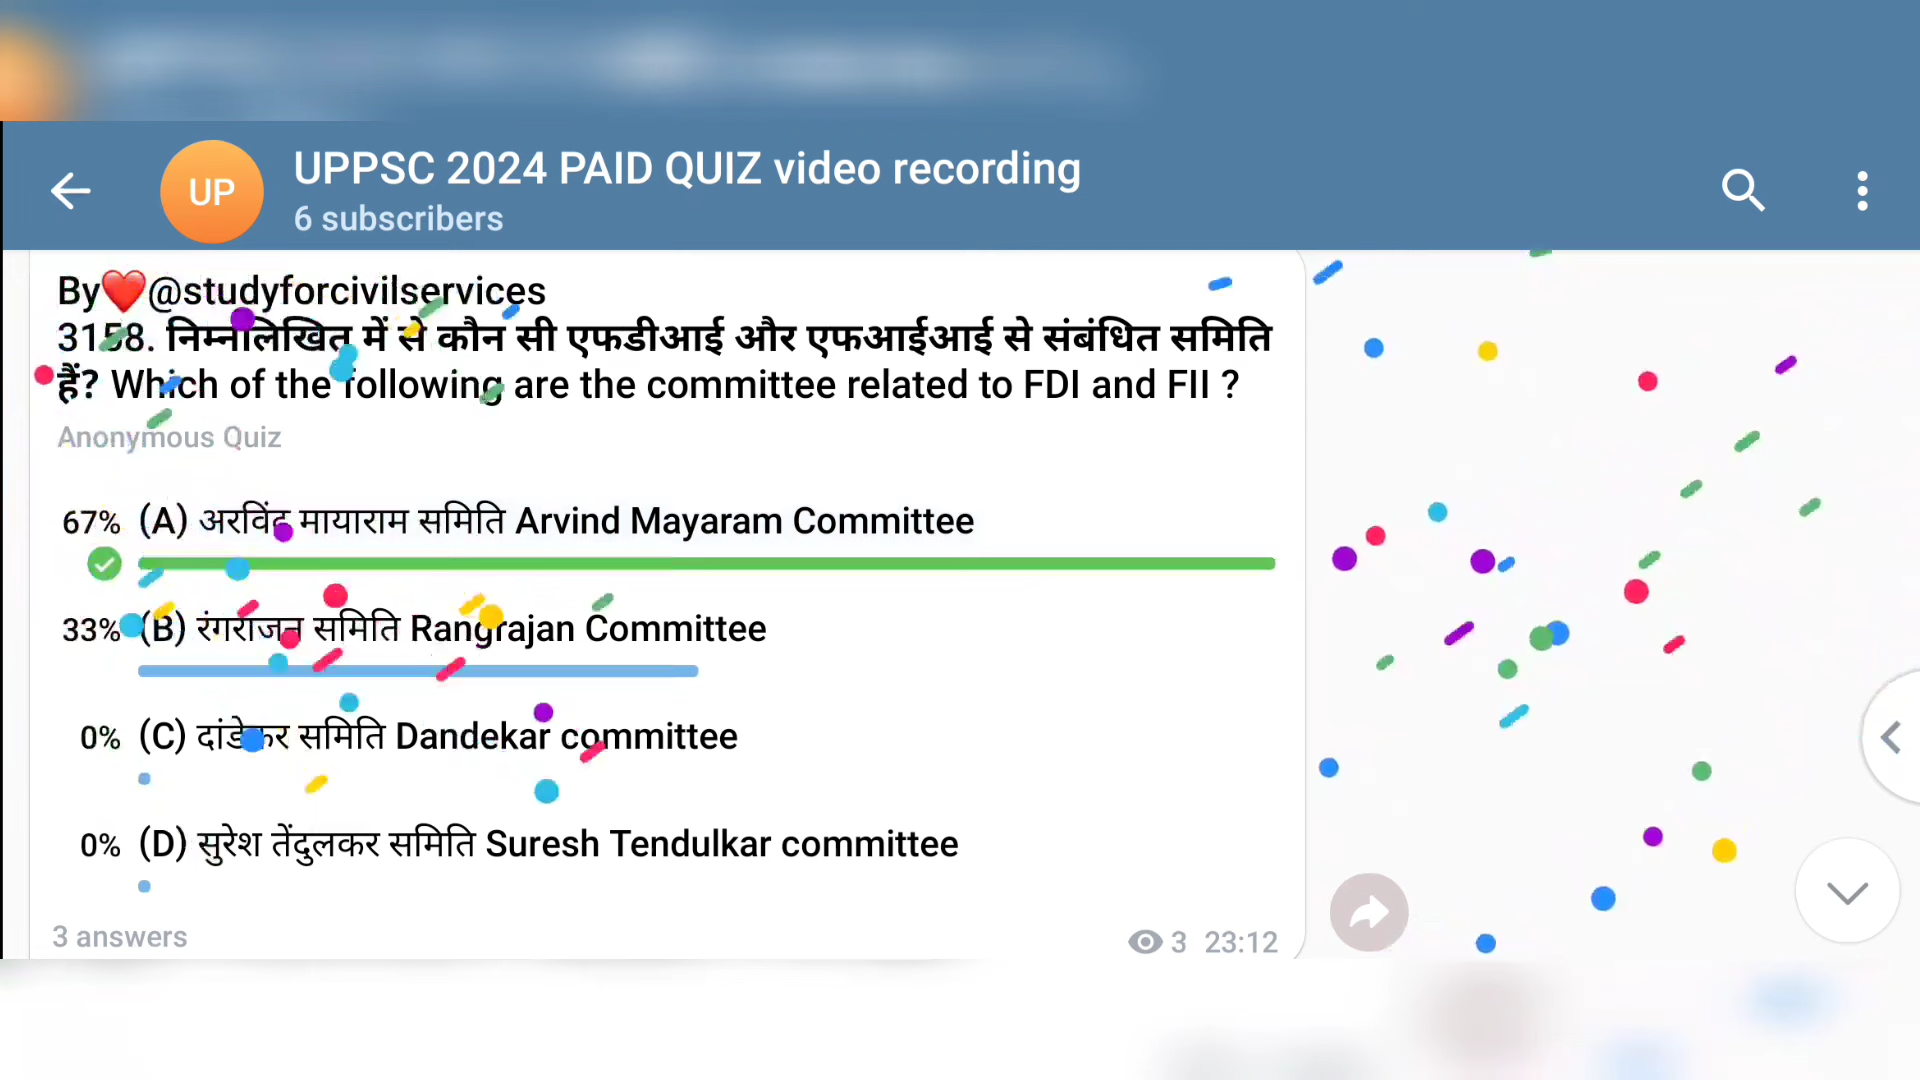 UP
UPPSC 2024 PAID QUIZ video recording
6 subscribers
By❤️@studyforcivilservices
3158. निम्नलिखित में से कौन सी एफडीआई और एफआईआई से संबंधित समिति
हैं? Which of the following are the committee related to FDI and FII ?
Anonymous Quiz
67% (A) अरविंद मायाराम समिति Arvind Mayaram Committee
33% (B) रंगराजन समिति Rangrajan Committee
0% (C) दांडेकर समिति Dandekar committee
0% (D) सुरेश तेंदुलकर समिति Suresh Tendulkar committee
3 answers
3 23:12